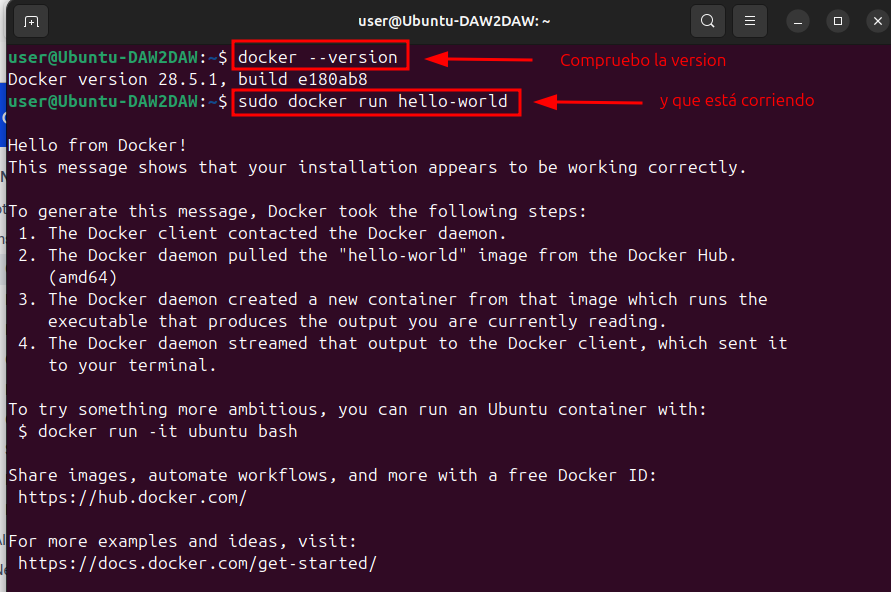 user@Ubuntu-DAW2DAW: ~
user@Ubuntu-DAW2DAW:~$ docker --version
Compruebo la version
Docker version 28.5.1, build e180ab8
user@Ubuntu-DAW2DAW:~$ sudo docker run hello-world
y que está corriendo
Hello from Docker!
This message shows that your installation appears to be working correctly.
To generate this message, Docker took the following steps:
1. The Docker client contacted the Docker daemon.
2. The Docker daemon pulled the "hello-world" image from the Docker Hub.
(amd64)
3. The Docker daemon created a new container from that image which runs the
executable that produces the output you are currently reading.
4. The Docker daemon streamed that output to the Docker client, which sent it
to your terminal.
To try something more ambitious, you can run an Ubuntu container with:
$ docker run -it ubuntu bash
Share images, automate workflows, and more with a free Docker ID:
https://hub.docker.com/
For more examples and ideas, visit:
https://docs.docker.com/get-started/